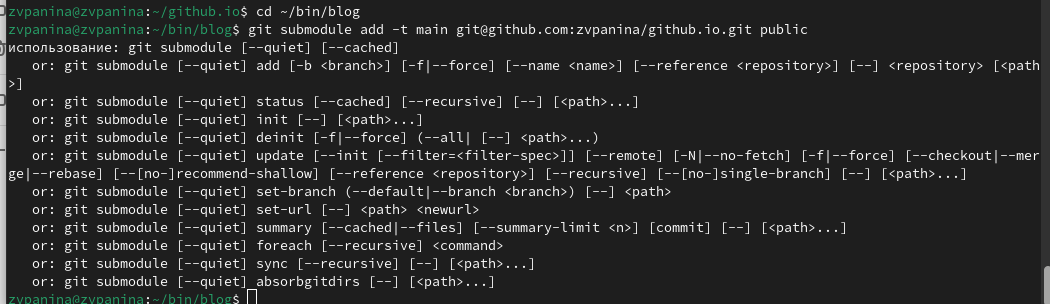 zvpanina@zvpanina:~/github.io$ cd ~/bin/blog
zvpanina@zvpanina:~/bin/blog$ git submodule add -t main git@github.com:zvpanina/github.io.git public
использование: git submodule [--quiet] [--cached]
   or: git submodule [--quiet] add [-b <branch>] [-f|--force] [--name <name>] [--reference <repository>] [--] <repository> [<path
>]
   or: git submodule [--quiet] status [--cached] [--recursive] [--] [<path>...]
   or: git submodule [--quiet] init [--] [<path>...]
   or: git submodule [--quiet] deinit [-f|--force] (--all| [--] <path>...)
   or: git submodule [--quiet] update [--init [--filter=<filter-spec>]] [--remote] [-N|--no-fetch] [-f|--force] [--checkout|--mer
ge|--rebase] [--[no-]recommend-shallow] [--reference <repository>] [--recursive] [--[no-]single-branch] [--] [<path>...]
   or: git submodule [--quiet] set-branch (--default|--branch <branch>) [--] <path>
   or: git submodule [--quiet] set-url [--] <path> <newurl>
   or: git submodule [--quiet] summary [--cached|--files] [--summary-limit <n>] [commit] [--] [<path>...]
   or: git submodule [--quiet] foreach [--recursive] <command>
   or: git submodule [--quiet] sync [--recursive] [--] [<path>...]
   or: git submodule [--quiet] absorbgitdirs [--] [<path>...]
zvpanina@zvpanina:~/bin/blog$